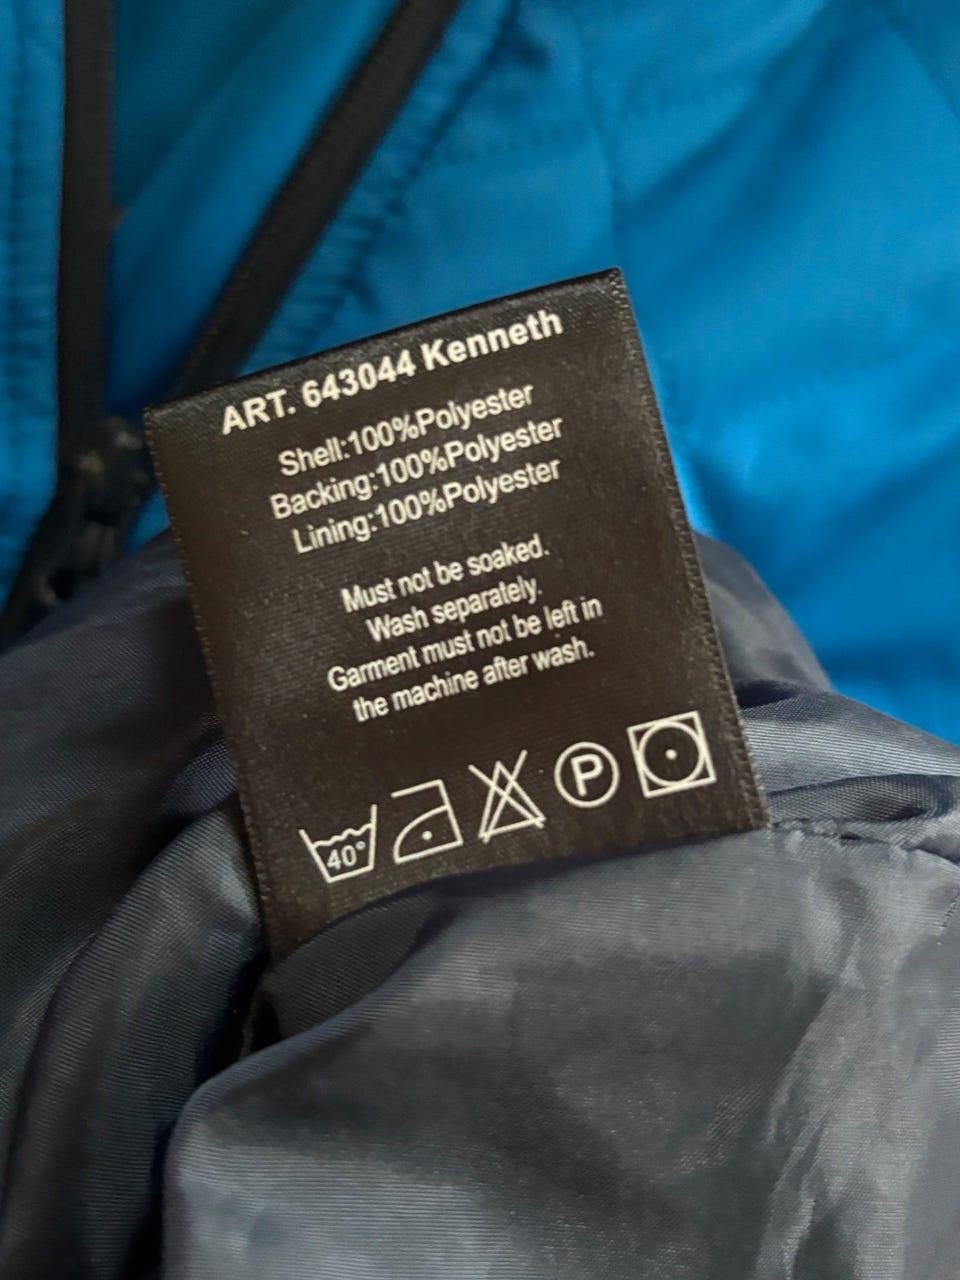 ART. 643044 Kenneth
Shell:100%Polyester
Backing:100%Polyester
Lining:100%Polyester
Must not be soaked.
Wash separately.
Garment must not be left in
the machine after wash.
40° P